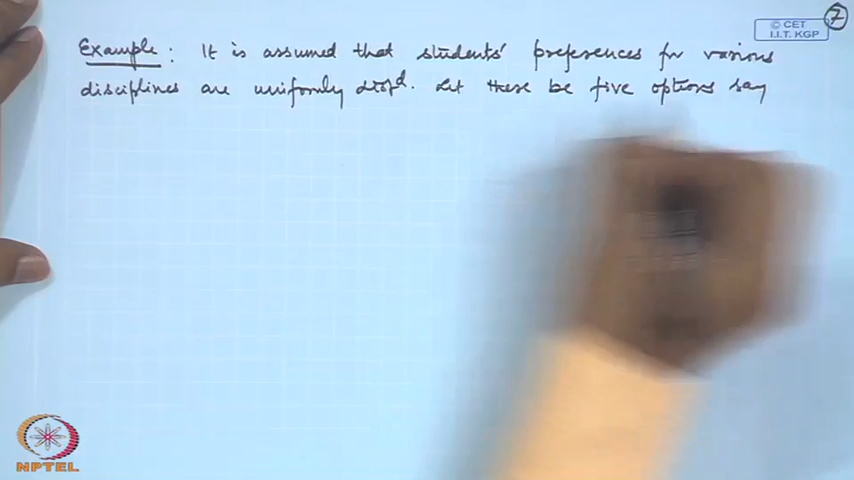 7
© CET
I.I.T. KGP
Example : It is assumed that students' preferences for various
disciplines are uniformly distd. Let there be five options say
NPTEL